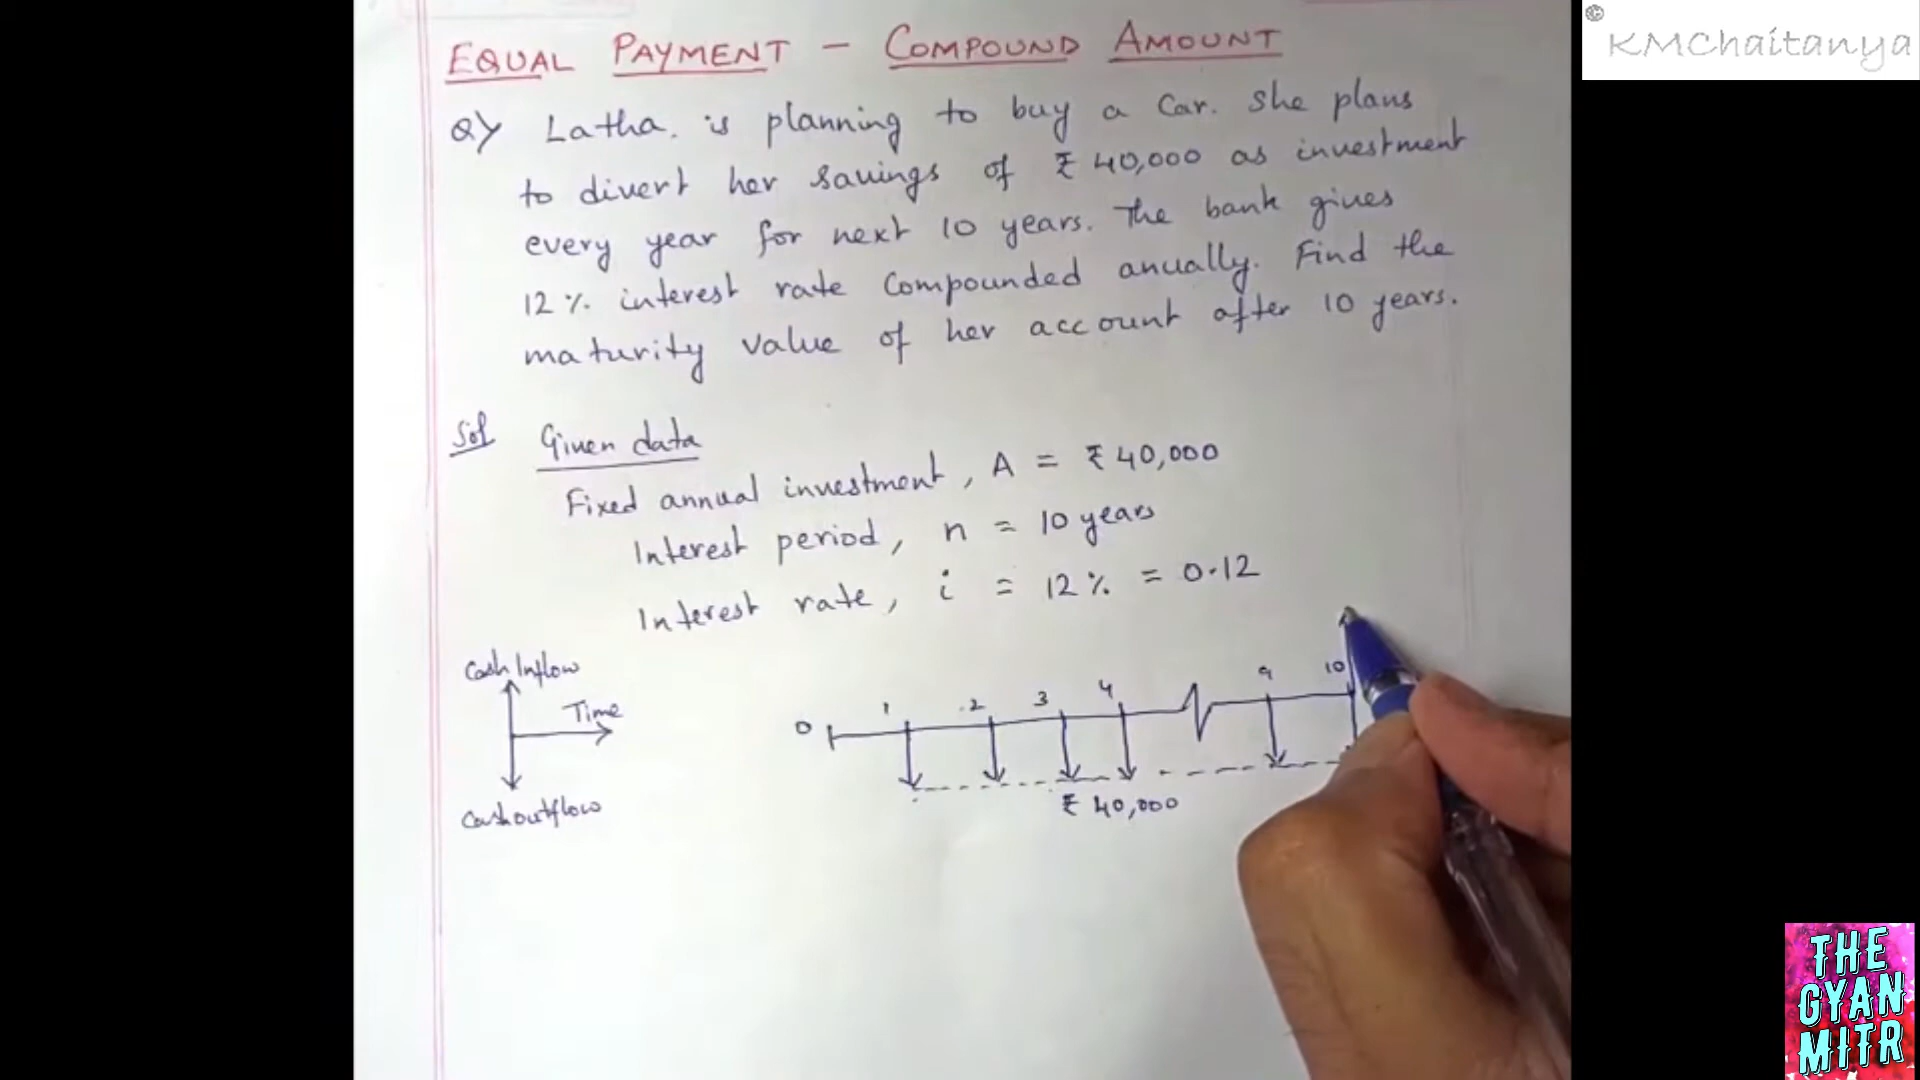 EQUAL PAYMENT - COMPOUND AMOUNT
Q> Latha. is planning to buy a Car. She plans
to divert her savings of ₹ 40,000 as investment
every year for next 10 years. The bank gives
12 % interest rate Compounded anually. Find the
maturity value of her account after 10 years.
Sol Given data
Fixed annual investment, A = ₹ 40,000
Interest period, n = 10 years
Interest rate, i = 12 % = 0.12
Cash Inflow
Time
Cash outflow
0 1 2 3 4 9 10
₹ 40,000
© KMChaitanya
THE
GYAN
MITR